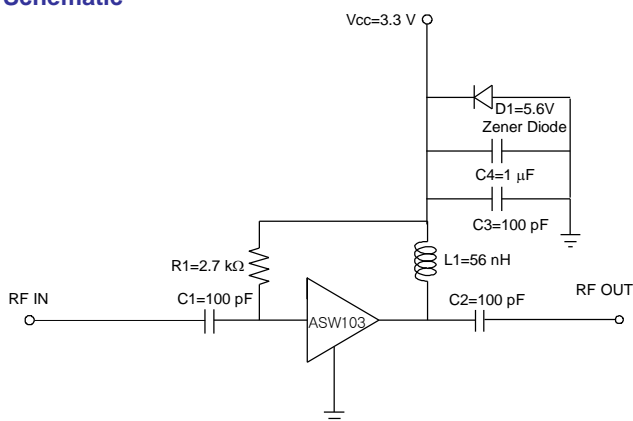 Schematic
Vcc=3.3 V
D1=5.6V
Zener Diode
C4=1 μF
C3=100 pF
R1=2.7 kΩ
L1=56 nH
RF IN
C1=100 pF
ASW103
C2=100 pF
RF OUT